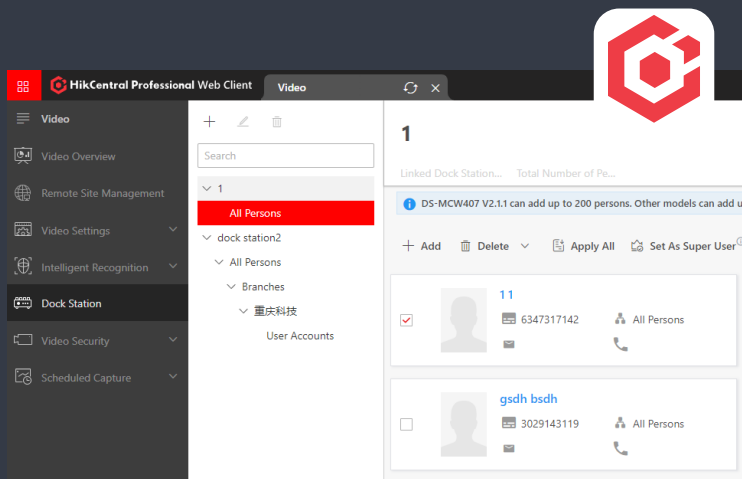 HikCentral Professional Web Client
Video
Video
Video Overview
Remote Site Management
Video Settings
Intelligent Recognition
Dock Station
Video Security
Scheduled Capture
Search
1
All Persons
dock station2
All Persons
Branches
重庆科技
User Accounts
1
Linked Dock Station... Total Number of Pe...
DS-MCW407 V2.1.1 can add up to 200 persons. Other models can add u
Add Delete Apply All Set As Super User
1 1
6347317142 All Persons
gsdh bsdh
3029143119 All Persons